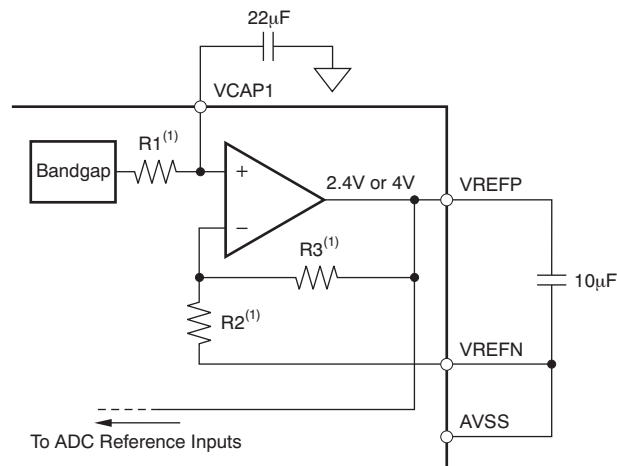 22μF
VCAP1
R1(1)
Bandgap
+
2.4V or 4V
VREFP
−
R3(1)
10μF
R2(1)
VREFN
AVSS
To ADC Reference Inputs